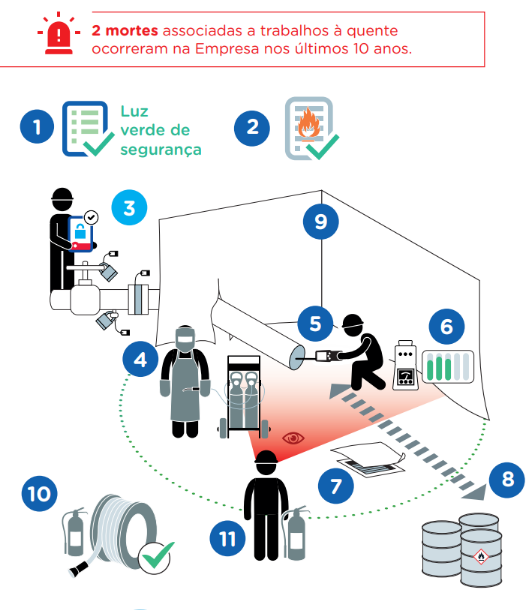 2 mortes associadas a trabalhos à quente
ocorreram na Empresa nos últimos 10 anos.
1
Luz
verde de
segurança
2
3
9
5
6
4
7
8
10
11